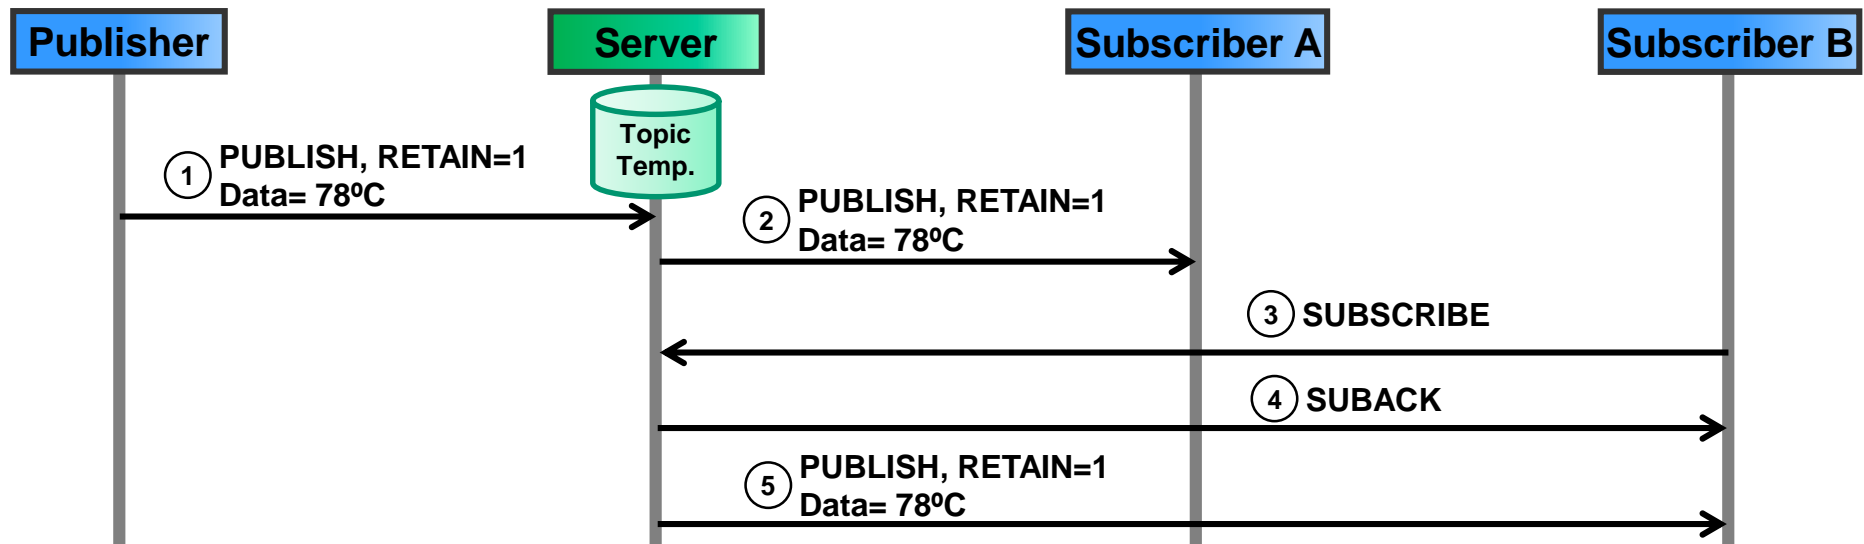 Publisher
Server
Subscriber A
Subscriber B
Topic
Temp.
1
PUBLISH, RETAIN=1
Data= 78ºC
2
PUBLISH, RETAIN=1
Data= 78ºC
3
SUBSCRIBE
4
SUBACK
5
PUBLISH, RETAIN=1
Data= 78ºC